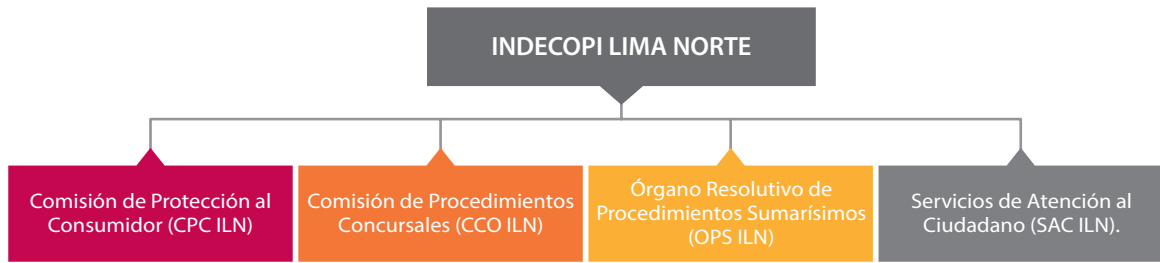 INDECOPI LIMA NORTE
Comisión de Protección al
Consumidor (CPC ILN)
Comisión de Procedimientos
Concursales (CCO ILN)
Órgano Resolutivo de
Procedimientos Sumarísimos
(OPS ILN)
Servicios de Atención al
Ciudadano (SAC ILN).